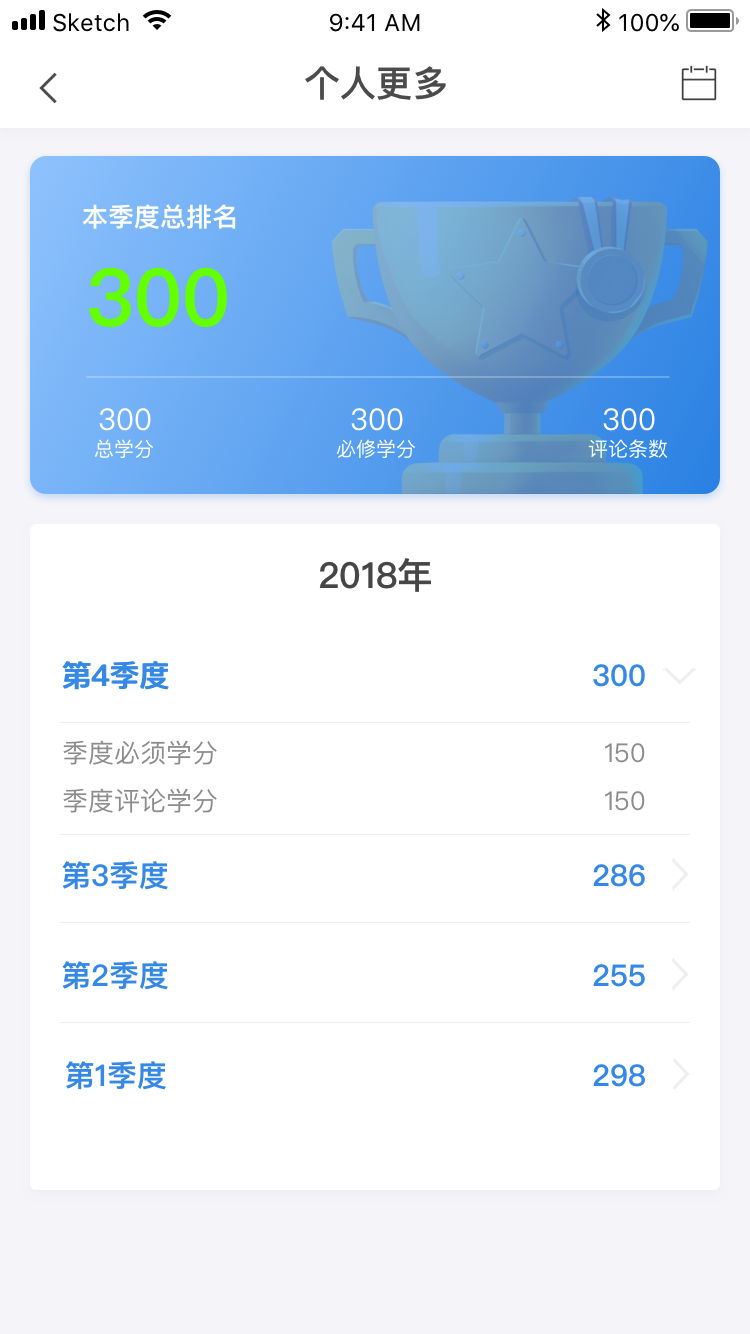 Sketch 9:41 AM 100%
个人更多
本季度总排名
300
300 300 300
总学分 必修学分 评论条数
2018年
第4季度 300
季度必须学分 150
季度评论学分 150
第3季度 286
第2季度 255
第1季度 298